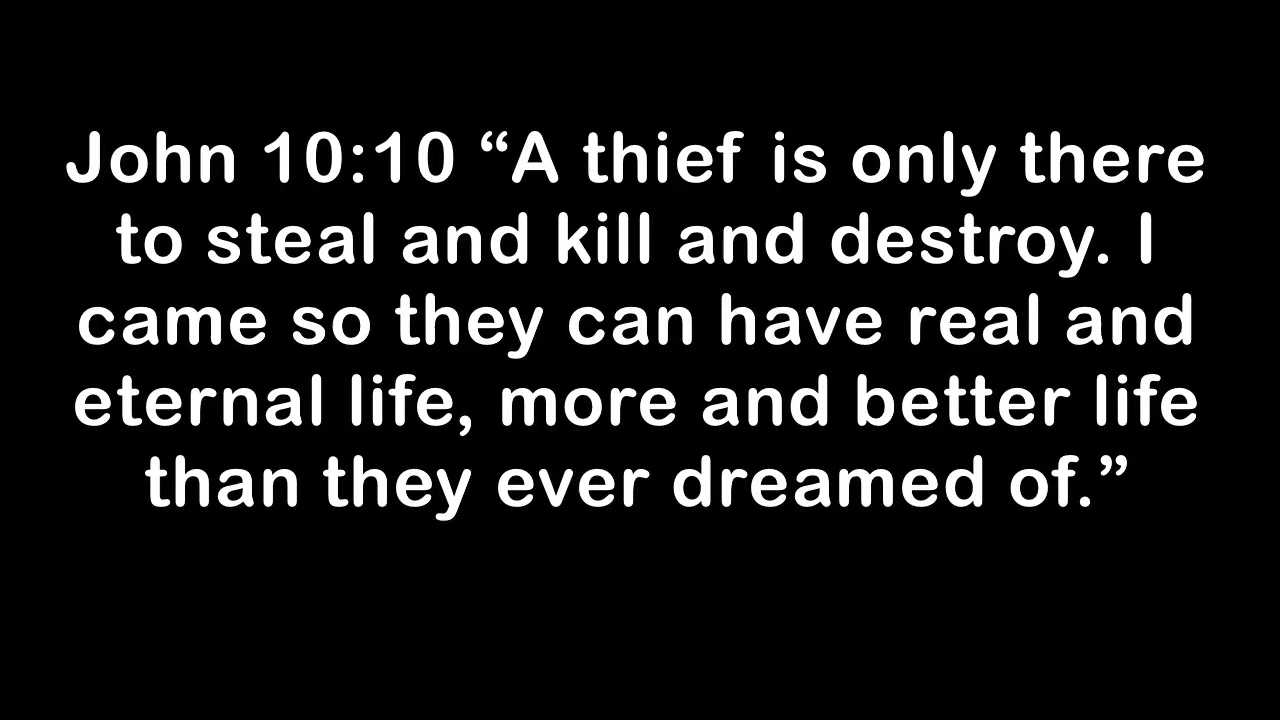 John 10:10 “A thief is only there
to steal and kill and destroy. I
came so they can have real and
eternal life, more and better life
than they ever dreamed of.”